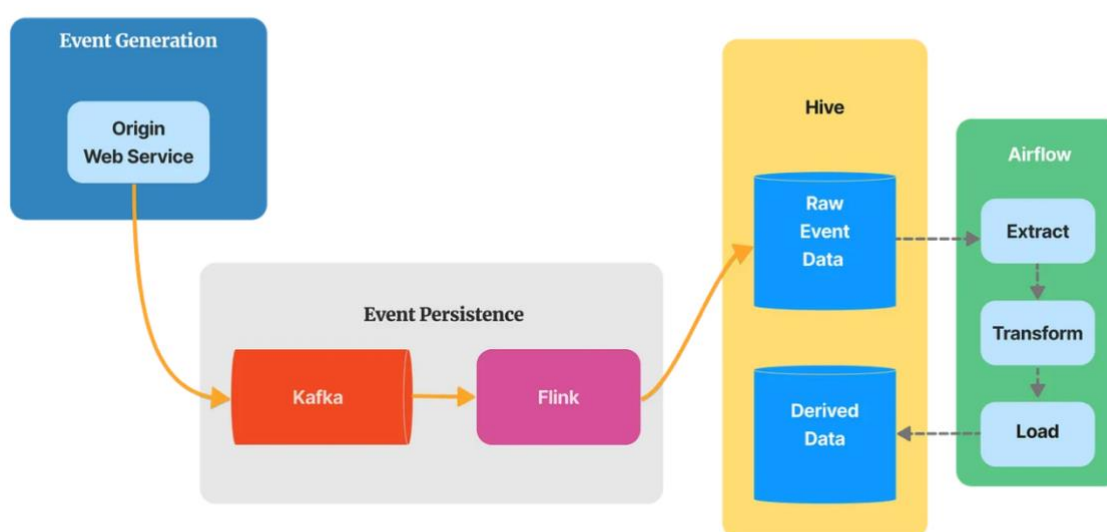 Event Generation
Origin
Web Service
Event Persistence
Kafka
Flink
Hive
Raw
Event
Data
Derived
Data
Airflow
Extract
Transform
Load